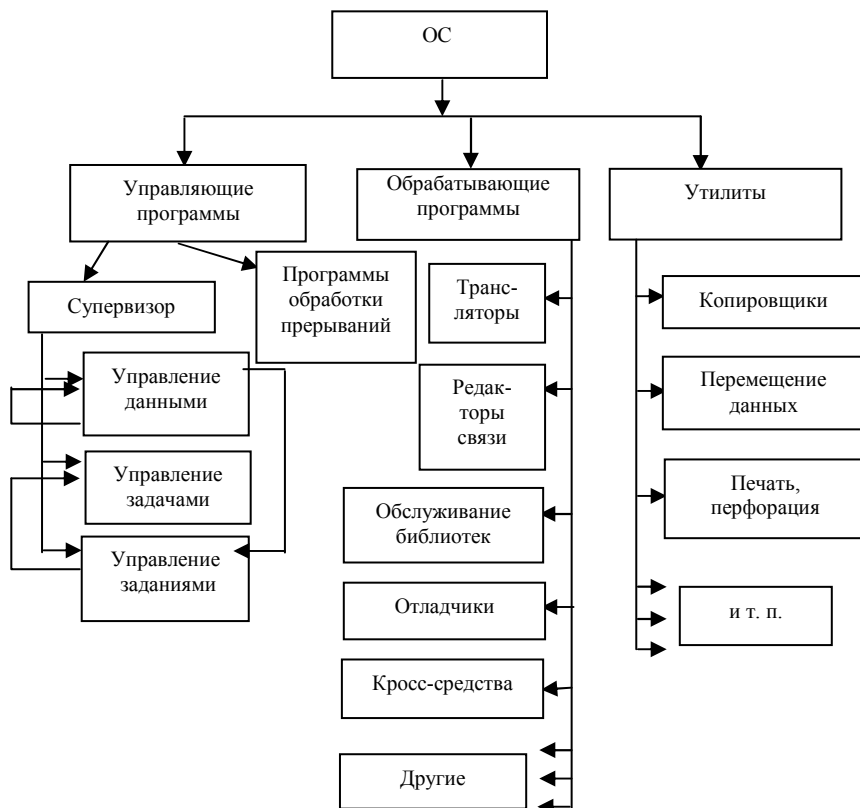 ОС
Управляющие
программы
Обрабатывающие
программы
Утилиты
Супервизор
Программы
обработки
прерываний
Управление
данными
Управление
задачами
Управление
заданиями
Транс-
ляторы
Редак-
торы
связи
Обслуживание
библиотек
Отладчики
Кросс-средства
Другие
Копировщики
Перемещение
данных
Печать,
перфорация
и т. п.